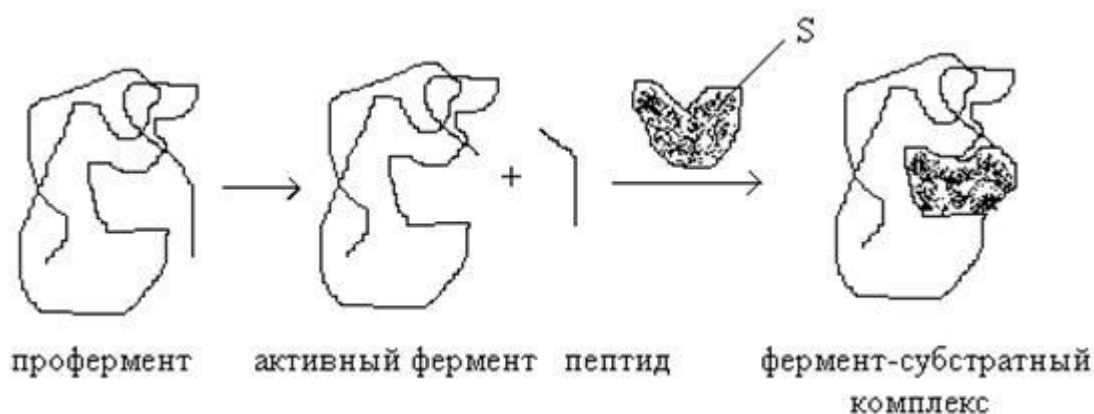 S
+
профермент
активный фермент
пептид
фермент-субстратный
комплекс